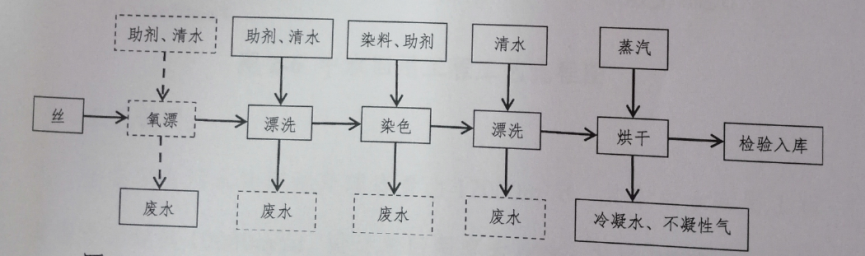 助剂、清水
助剂、清水
染料、助剂
清水
蒸汽
丝
氧漂
漂洗
染色
漂洗
烘干
检验入库
废水
废水
废水
废水
冷凝水、不凝性气